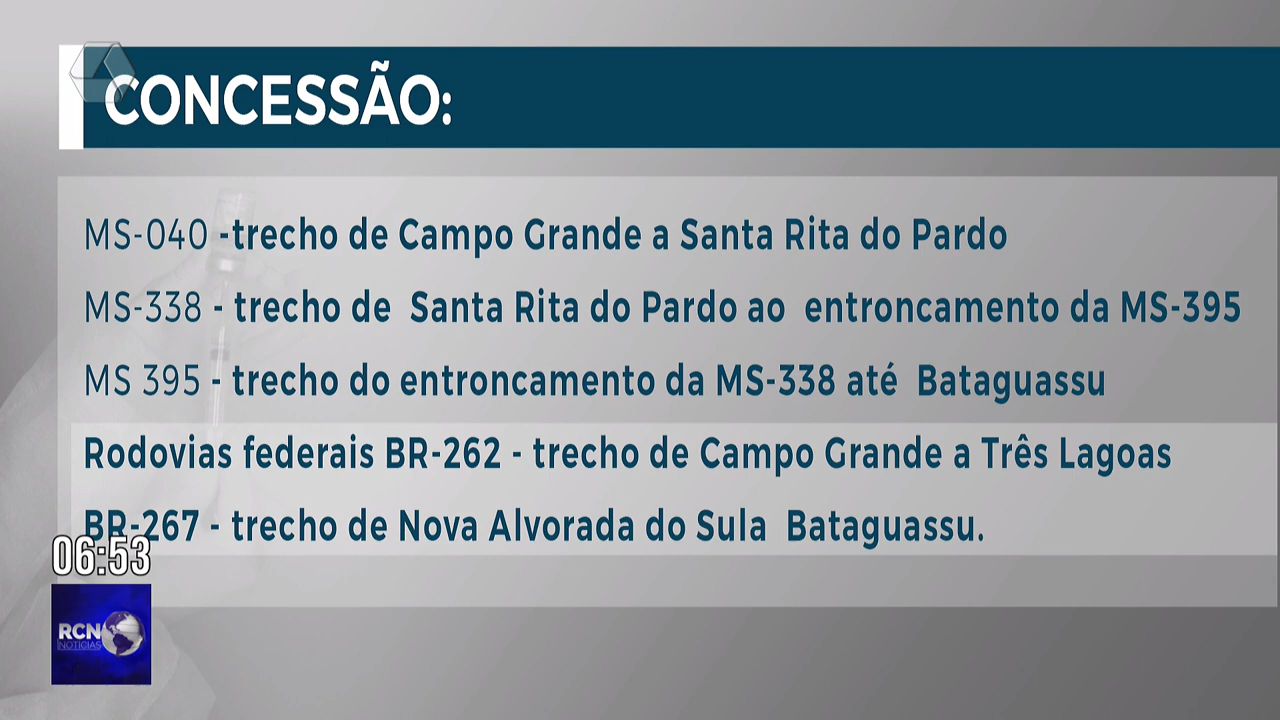 CONCESSÃO:
MS-040 -trecho de Campo Grande a Santa Rita do Pardo
MS-338 - trecho de Santa Rita do Pardo ao entroncamento da MS-395
MS 395 - trecho do entroncamento da MS-338 até Bataguassu
Rodovias federais BR-262 - trecho de Campo Grande a Três Lagoas
BR-267 - trecho de Nova Alvorada do Sula Bataguassu.
06:53
RCN
NOTÍCIAS